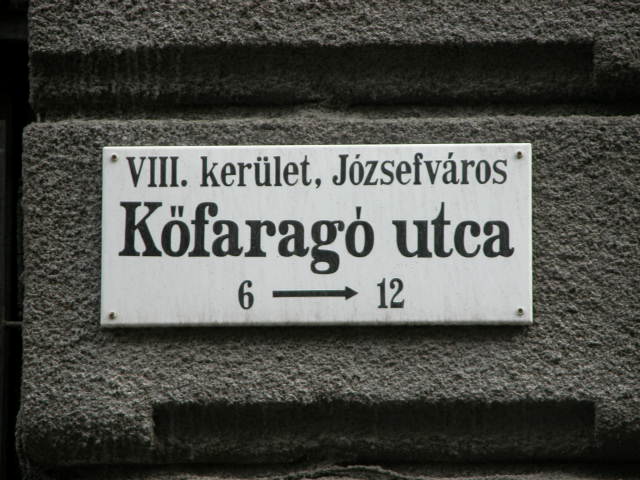 VIII. kerület, Józsefváros
Kőfaragó utca
6 → 12